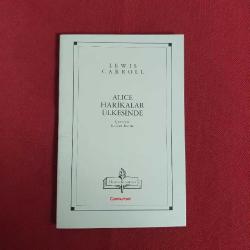 LEWIS
CARROLL
ALICE
HARİKALAR
ÜLKESİNDE
Cumhuriyet